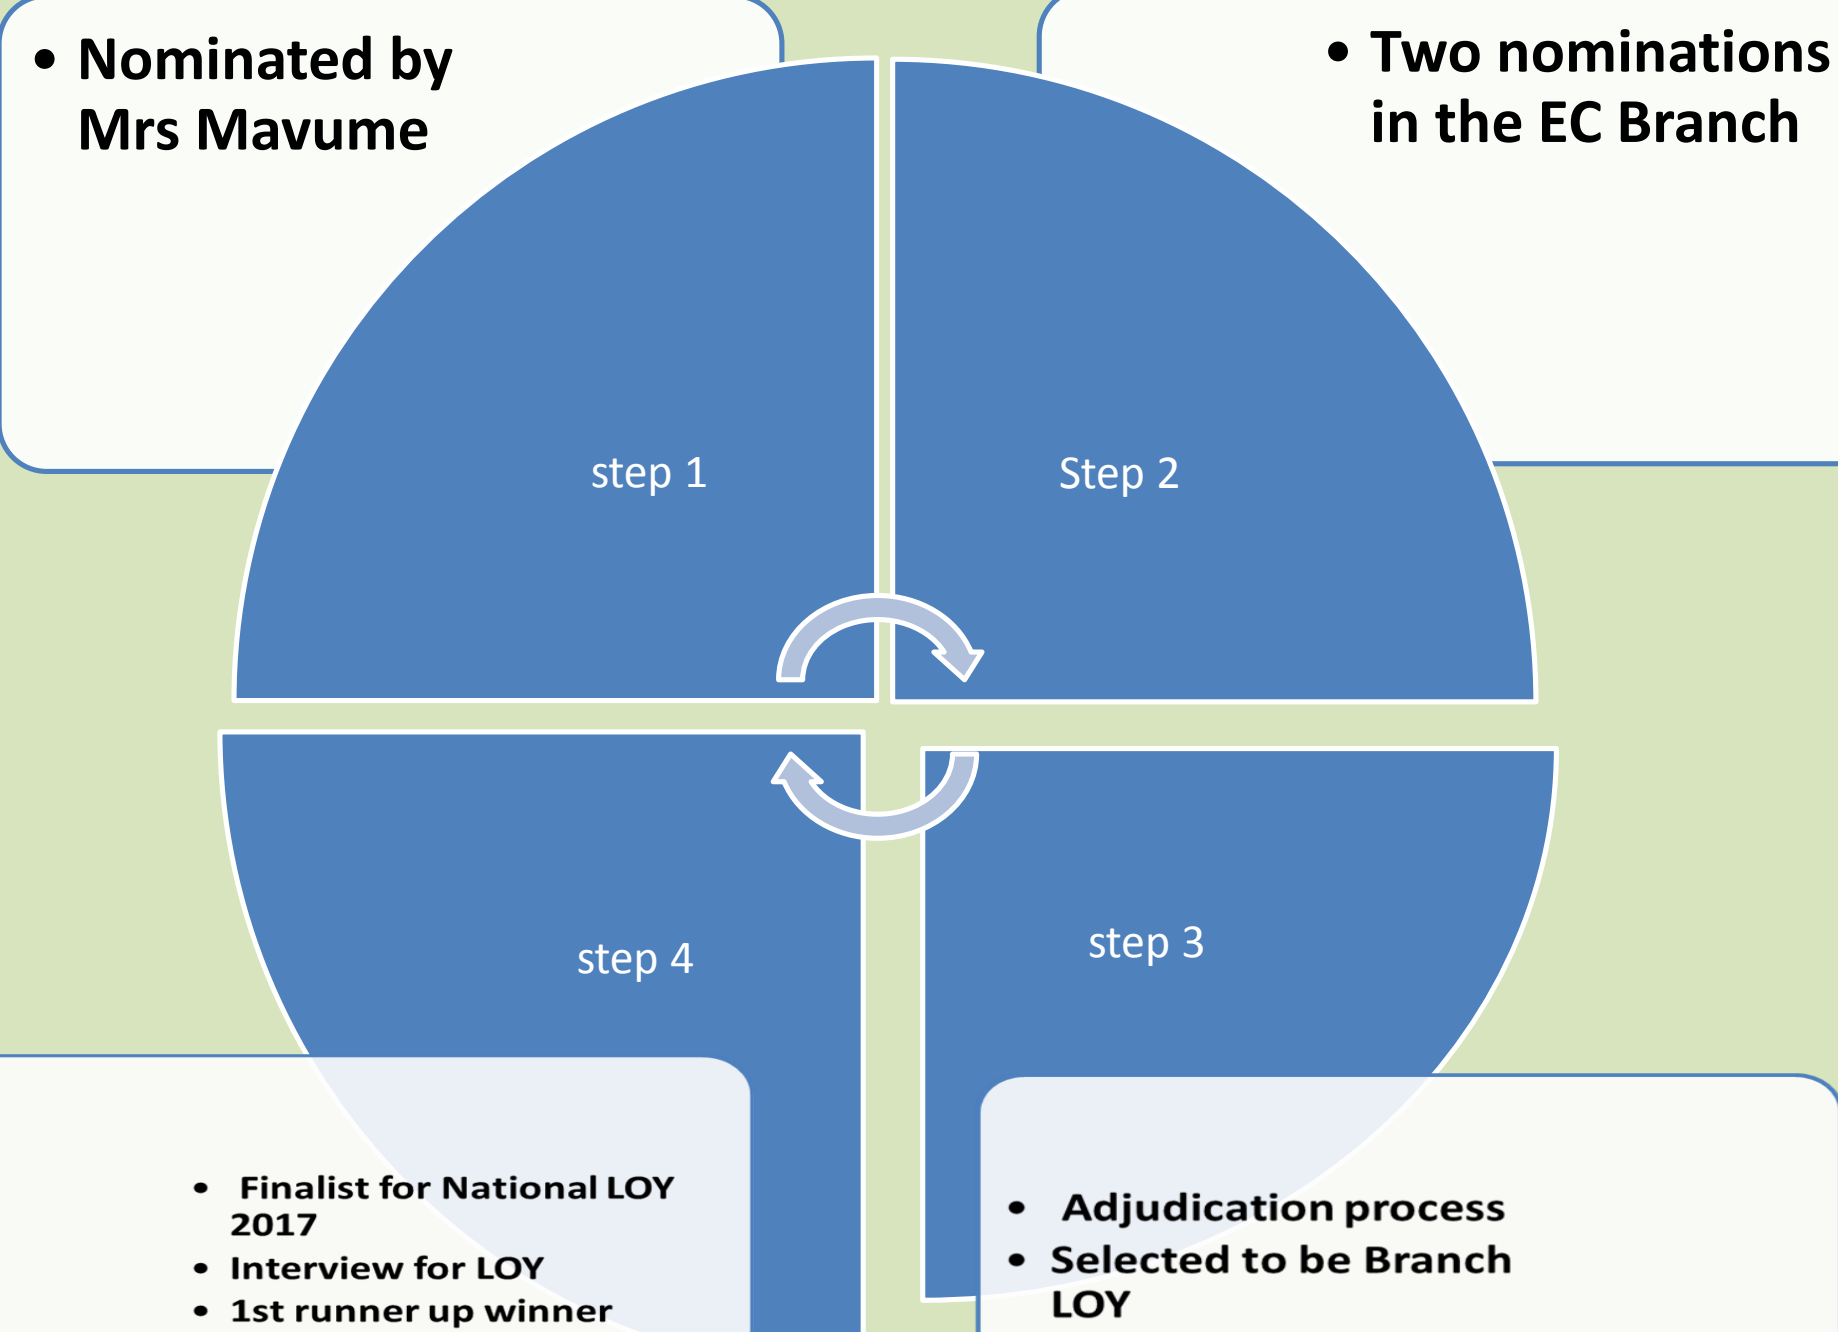 • Nominated by
Mrs Mavume
• Two nominations
in the EC Branch
step 1
Step 2
step 4
step 3
• Finalist for National LOY
2017
• Interview for LOY
• 1st runner up winner
• Adjudication process
• Selected to be Branch
LOY